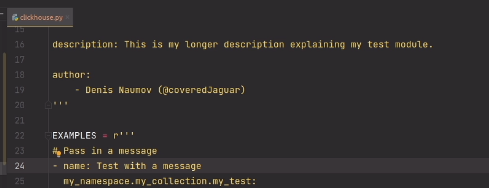 clickhouse.py
15
16 description: This is my longer description explaining my test module.
17
18 author:
19 - Denis Naumov (@coveredJaguar)
20 '''
21
22 EXAMPLES = r'''
23 # Pass in a message
24 - name: Test with a message
25 my_namespace.my_collection.my_test: